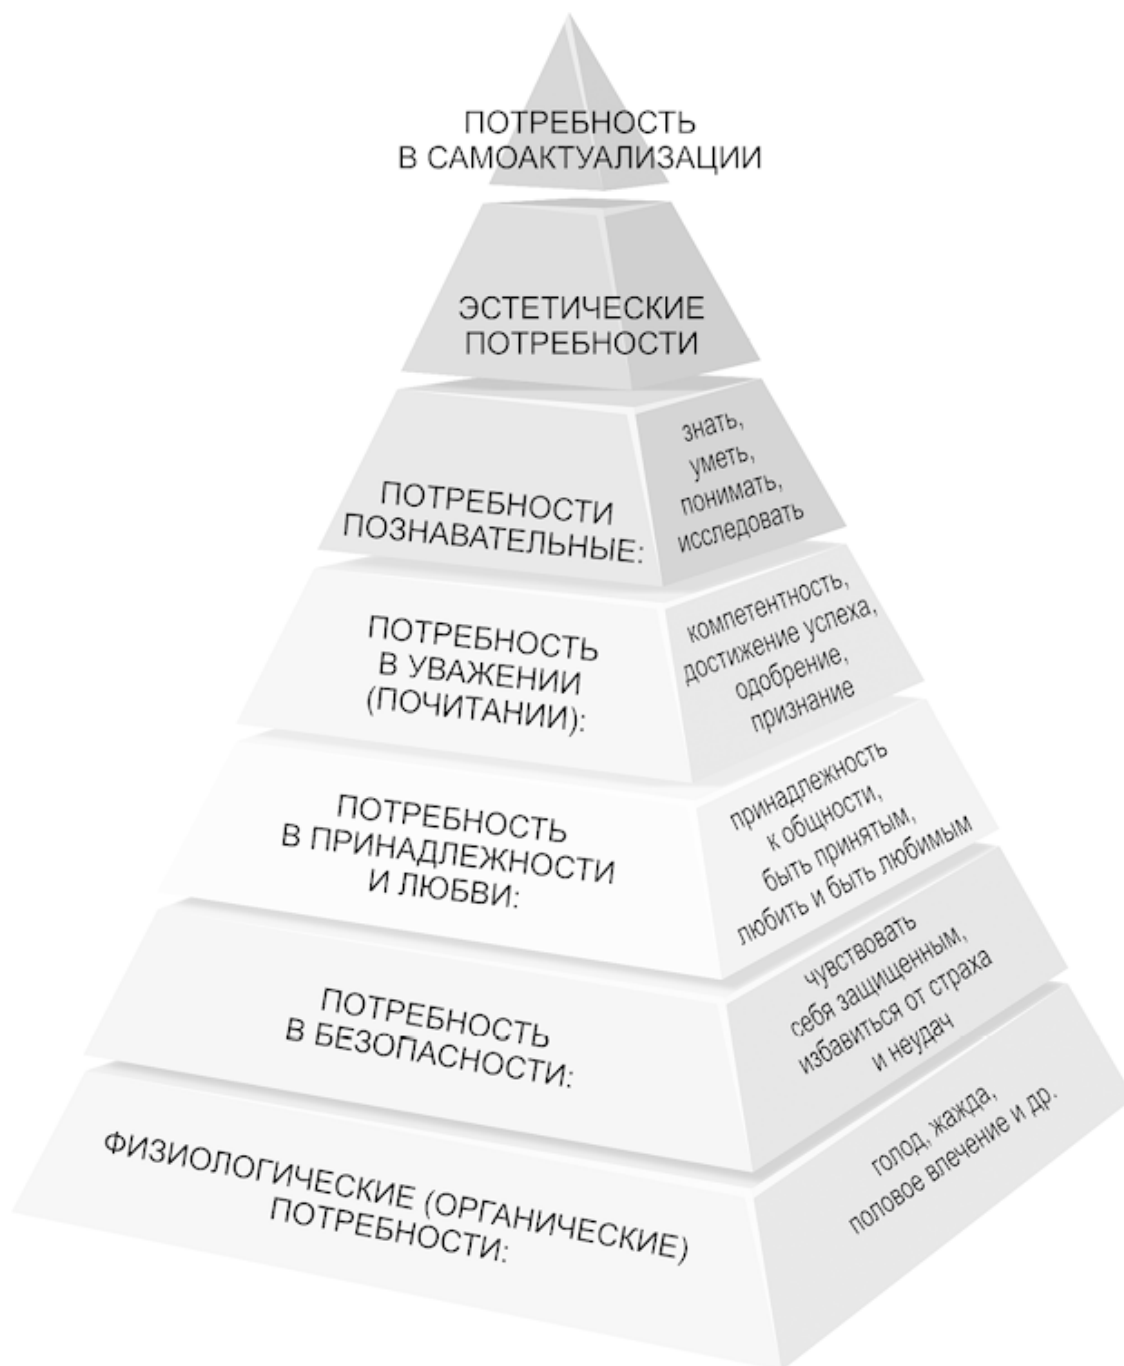 ПОТРЕБНОСТЬ
В САМОАКТУАЛИЗАЦИИ
ЭСТЕТИЧЕСКИЕ
ПОТРЕБНОСТИ
ПОТРЕБНОСТИ
ПОЗНАВАТЕЛЬНЫЕ:
знать,
уметь,
понимать,
исследовать
ПОТРЕБНОСТЬ
В УВАЖЕНИИ
(ПОЧИТАНИИ):
компетентность,
достижение успеха,
одобрение,
признание
ПОТРЕБНОСТЬ
В ПРИНАДЛЕЖНОСТИ
И ЛЮБВИ:
принадлежность
к общности,
быть принятым,
любить и быть любимым
ПОТРЕБНОСТЬ
В БЕЗОПАСНОСТИ:
чувствовать
себя защищенным,
избавиться от страха
и неудач
ФИЗИОЛОГИЧЕСКИЕ (ОРГАНИЧЕСКИЕ)
ПОТРЕБНОСТИ:
голод, жажда,
половое влечение и др.